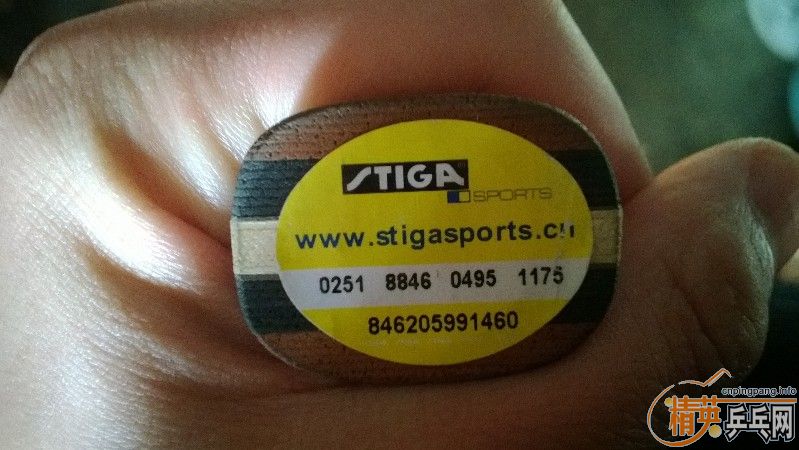 STIGA
SPORTS
www.stigasports.cn
0251 8846 0495 1175
846205991460
cnpingpang.info
精英乒乓网